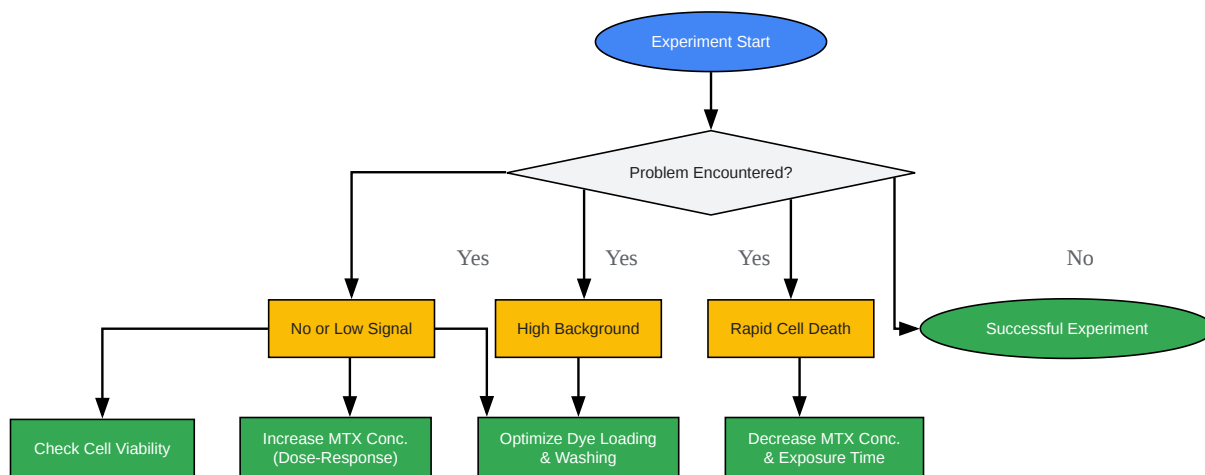 Experiment Start
Problem Encountered?
Yes
Yes
Yes
No
No or Low Signal
High Background
Rapid Cell Death
Successful Experiment
Check Cell Viability
Increase MTX Conc.
(Dose-Response)
Optimize Dye Loading
& Washing
Decrease MTX Conc.
& Exposure Time